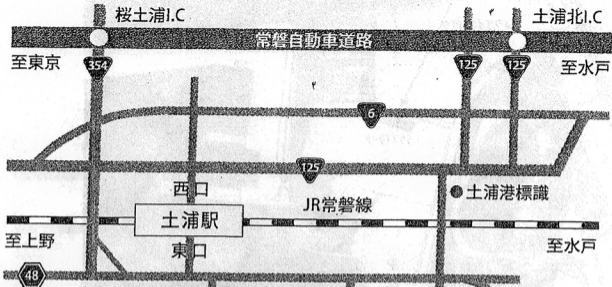 桜土浦I.C
土浦北I.C
常磐自動車道路
至東京
354
125
125
至水戸
6
125
西口
土浦港標識
JR常磐線
土浦駅
至上野
東口
至水戸
48